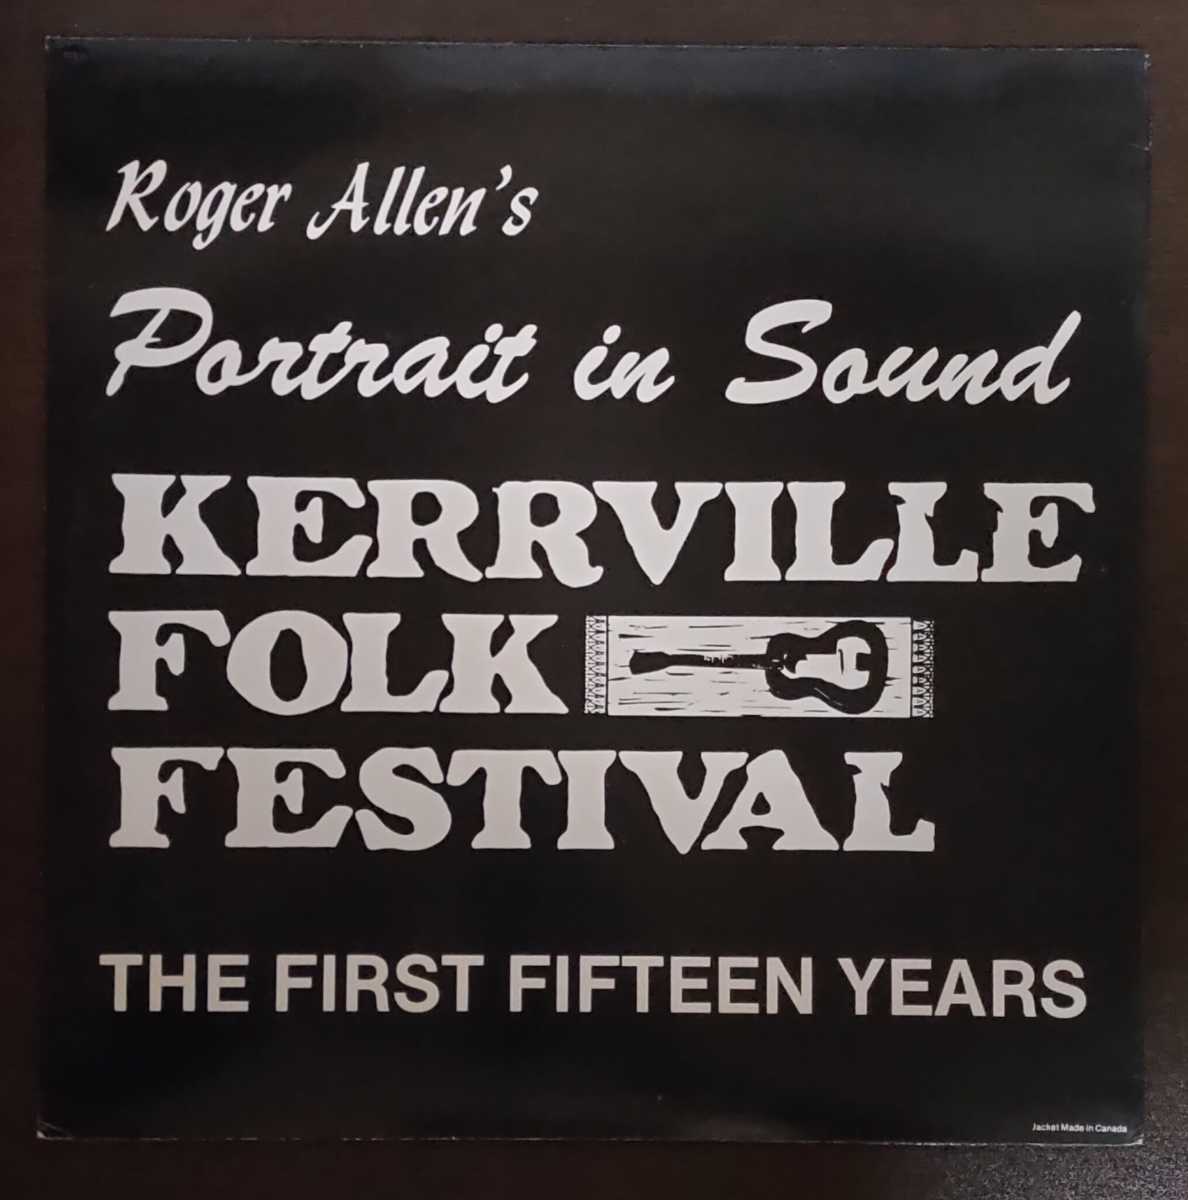 Roger Allen's
Portrait in Sound
KERRVILLE
FOLK
FESTIVAL
THE FIRST FIFTEEN YEARS
Jacket Made in Canada